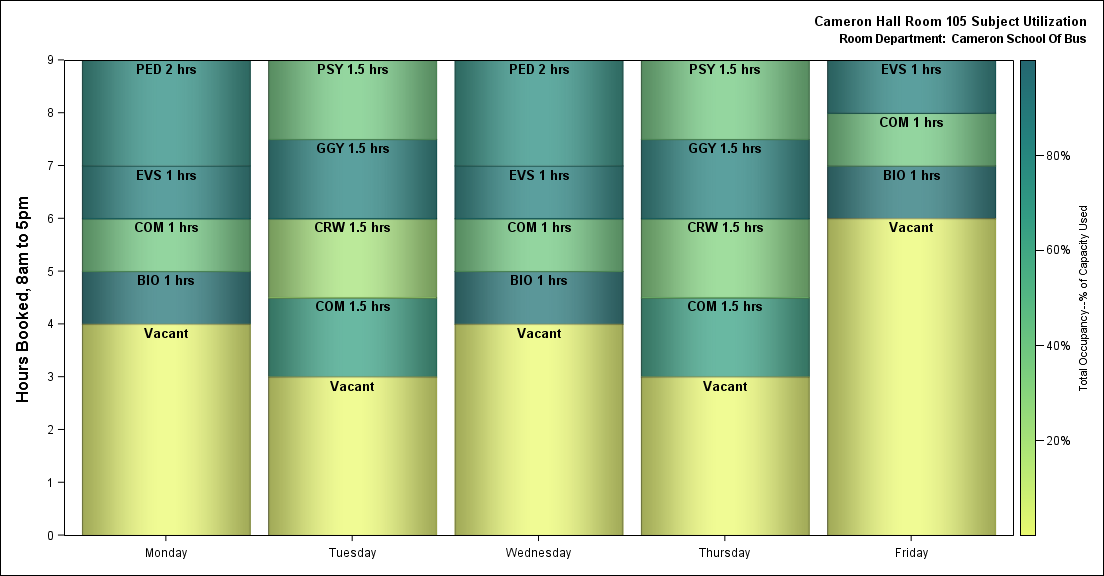 Cameron Hall Room 105 Subject Utilization
Room Department: Cameron School Of Bus
Hours Booked, 8am to 5pm
9
8
7
6
5
4
3
2
1
0
PED 2 hrs
EVS 1 hrs
COM 1 hrs
BIO 1 hrs
Vacant
Monday
PSY 1.5 hrs
GGY 1.5 hrs
CRW 1.5 hrs
COM 1.5 hrs
Vacant
Tuesday
PED 2 hrs
EVS 1 hrs
COM 1 hrs
BIO 1 hrs
Vacant
Wednesday
PSY 1.5 hrs
GGY 1.5 hrs
CRW 1.5 hrs
COM 1.5 hrs
Vacant
Thursday
EVS 1 hrs
COM 1 hrs
BIO 1 hrs
Vacant
Friday
80%
60%
40%
20%
Total Occupancy--% of Capacity Used